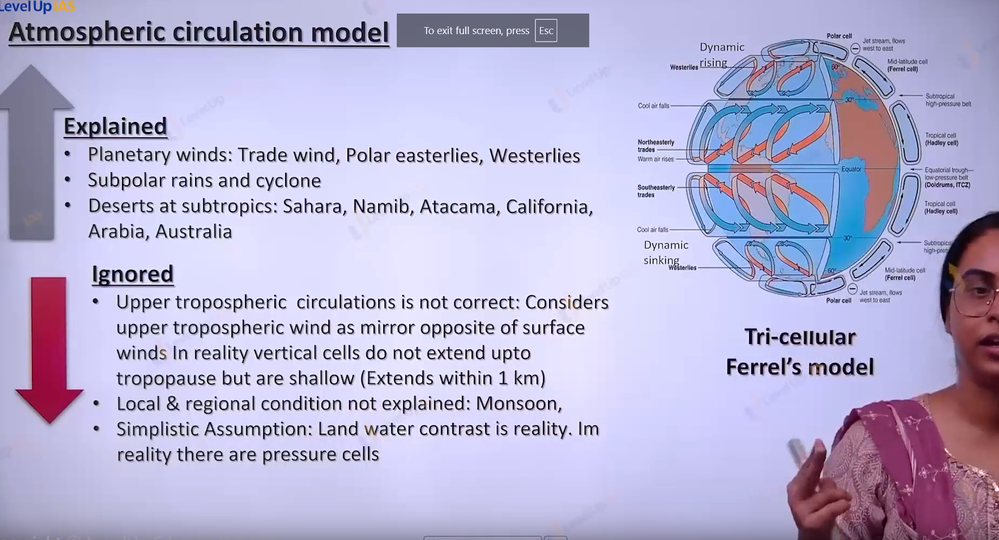 LevelUp IAS
Atmospheric circulation model
To exit full screen, press Esc
Explained
• Planetary winds: Trade wind, Polar easterlies, Westerlies
• Subpolar rains and cyclone
• Deserts at subtropics: Sahara, Namib, Atacama, California,
Arabia, Australia
Ignored
• Upper tropospheric circulations is not correct: Considers
upper tropospheric wind as mirror opposite of surface
winds In reality vertical cells do not extend upto
tropopause but are shallow (Extends within 1 km)
• Local & regional condition not explained: Monsoon,
• Simplistic Assumption: Land water contrast is reality. Im
reality there are pressure cells
Dynamic
rising
Westerlies
Cool air falls
Northeasterly
trades
Warm air rises
Southeasterly
trades
Cool air falls
Dynamic
sinking
Westerlies
60°
30°
Equator
30°
60°
Polar cell
Jet stream, flows
west to east
Mid-latitude cell
(Ferrel cell)
Subtropical
high-pressure belt
Tropical cell
(Hadley cell)
Equatorial trough—
low-pressure belt
(Doldrums, ITCZ)
Tropical cell
(Hadley cell)
Mid-latitude cell
(Ferrel cell)
Jet stream, flows
west to east
Polar cell
Tri-cellular
Ferrel's model